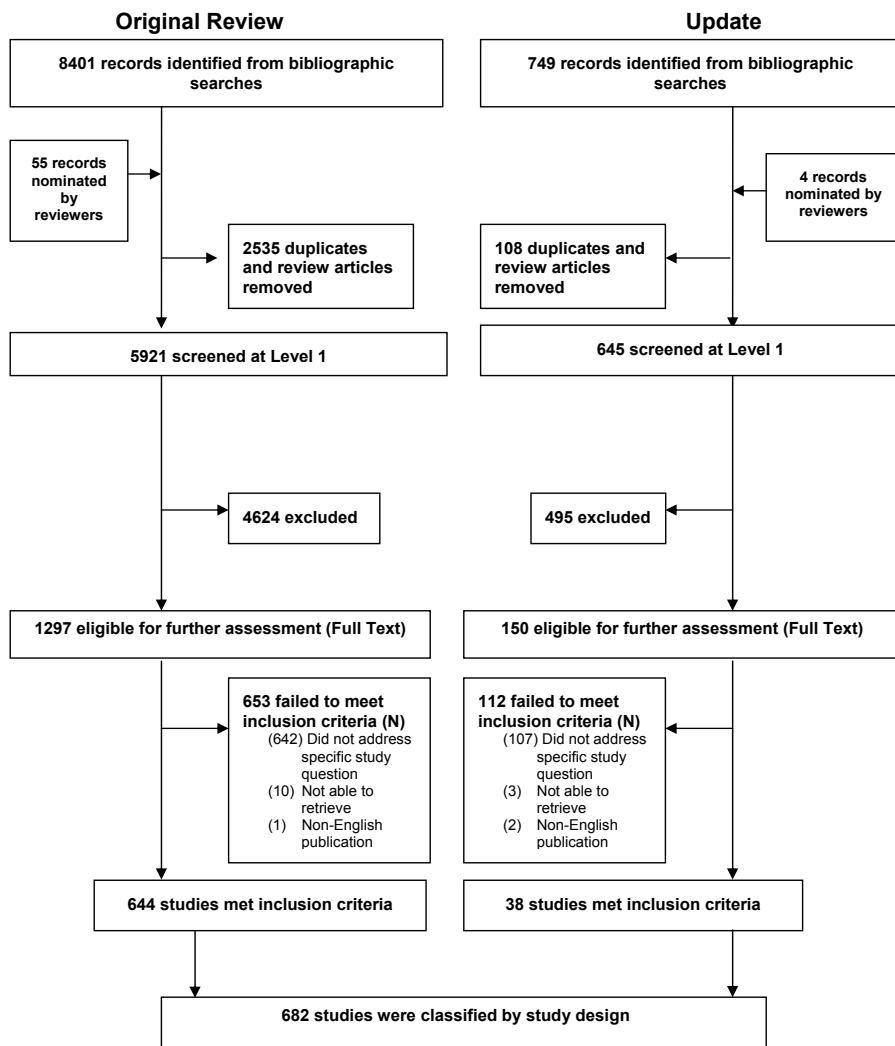 Original Review
Update
8401 records identified from bibliographic
searches
749 records identified from bibliographic
searches
55 records
nominated
by
reviewers
4 records
nominated by
reviewers
2535 duplicates
and review articles
removed
108 duplicates and
review articles
removed
5921 screened at Level 1
645 screened at Level 1
4624 excluded
495 excluded
1297 eligible for further assessment (Full Text)
150 eligible for further assessment (Full Text)
653 failed to meet
inclusion criteria (N)
(642) Did not address
specific study
question
(10) Not able to
retrieve
(1) Non-English
publication
112 failed to meet
inclusion criteria (N)
(107) Did not address
specific study
question
(3) Not able to
retrieve
(2) Non-English
publication
644 studies met inclusion criteria
38 studies met inclusion criteria
682 studies were classified by study design